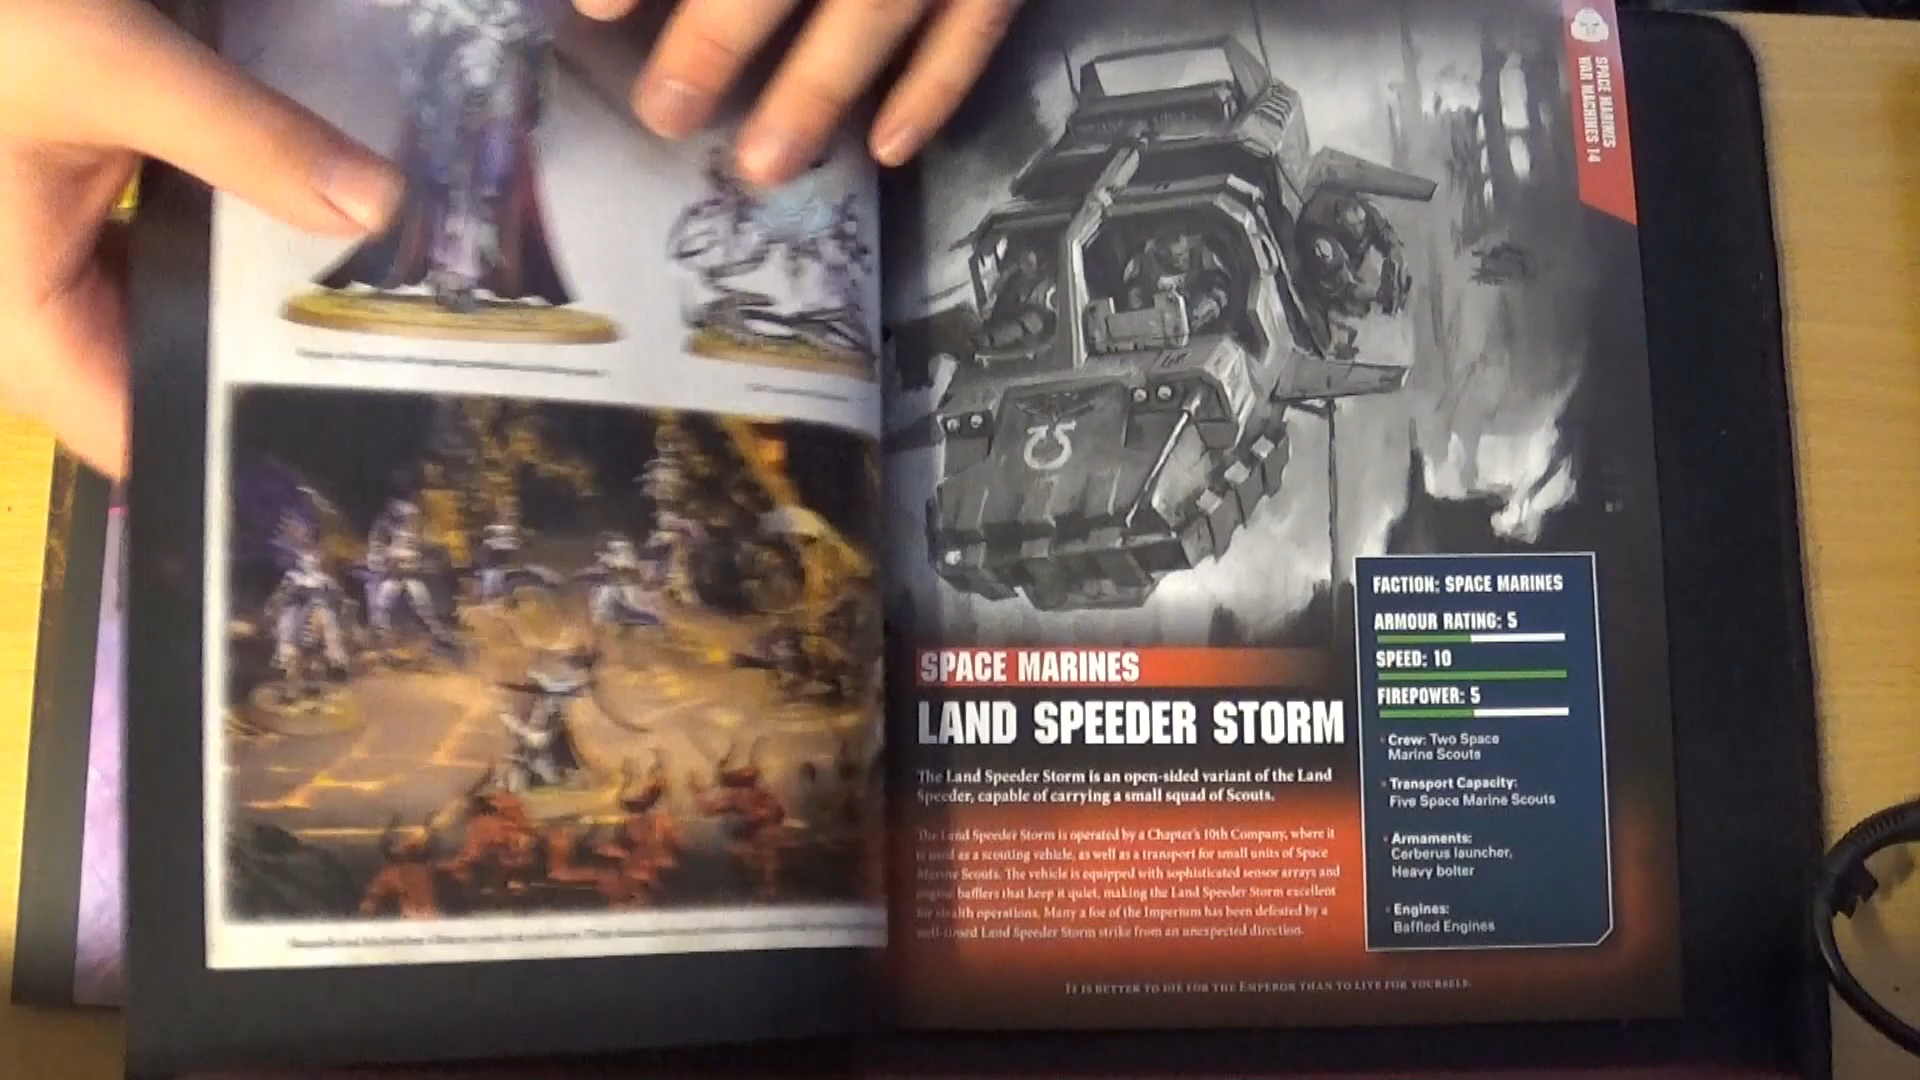 SPACE MARINES
WAR MACHINES 14
FACTION: SPACE MARINES
ARMOUR RATING: 5
SPEED: 10
FIREPOWER: 5
Crew: Two Space
Marine Scouts
Transport Capacity:
Five Space Marine Scouts
Armaments:
Cerberus launcher,
Heavy bolter
Engines:
Baffled Engines
SPACE MARINES
LAND SPEEDER STORM
The Land Speeder Storm is an open-sided variant of the Land
Speeder, capable of carrying a small squad of Scouts.
The Land Speeder Storm is operated by a Chapter's 10th Company, where it
is used as a scouting vehicle, as well as a transport for small units of Space
Marine Scouts. The vehicle is equipped with sophisticated sensor arrays and
engine bafflers that keep it quiet, making the Land Speeder Storm excellent
for stealth operations. Many a foe of the Imperium has been defeated by a
well-timed Land Speeder Storm strike from an unexpected direction.
IT IS BETTER TO DIE FOR THE EMPEROR THAN TO LIVE FOR YOURSELF.